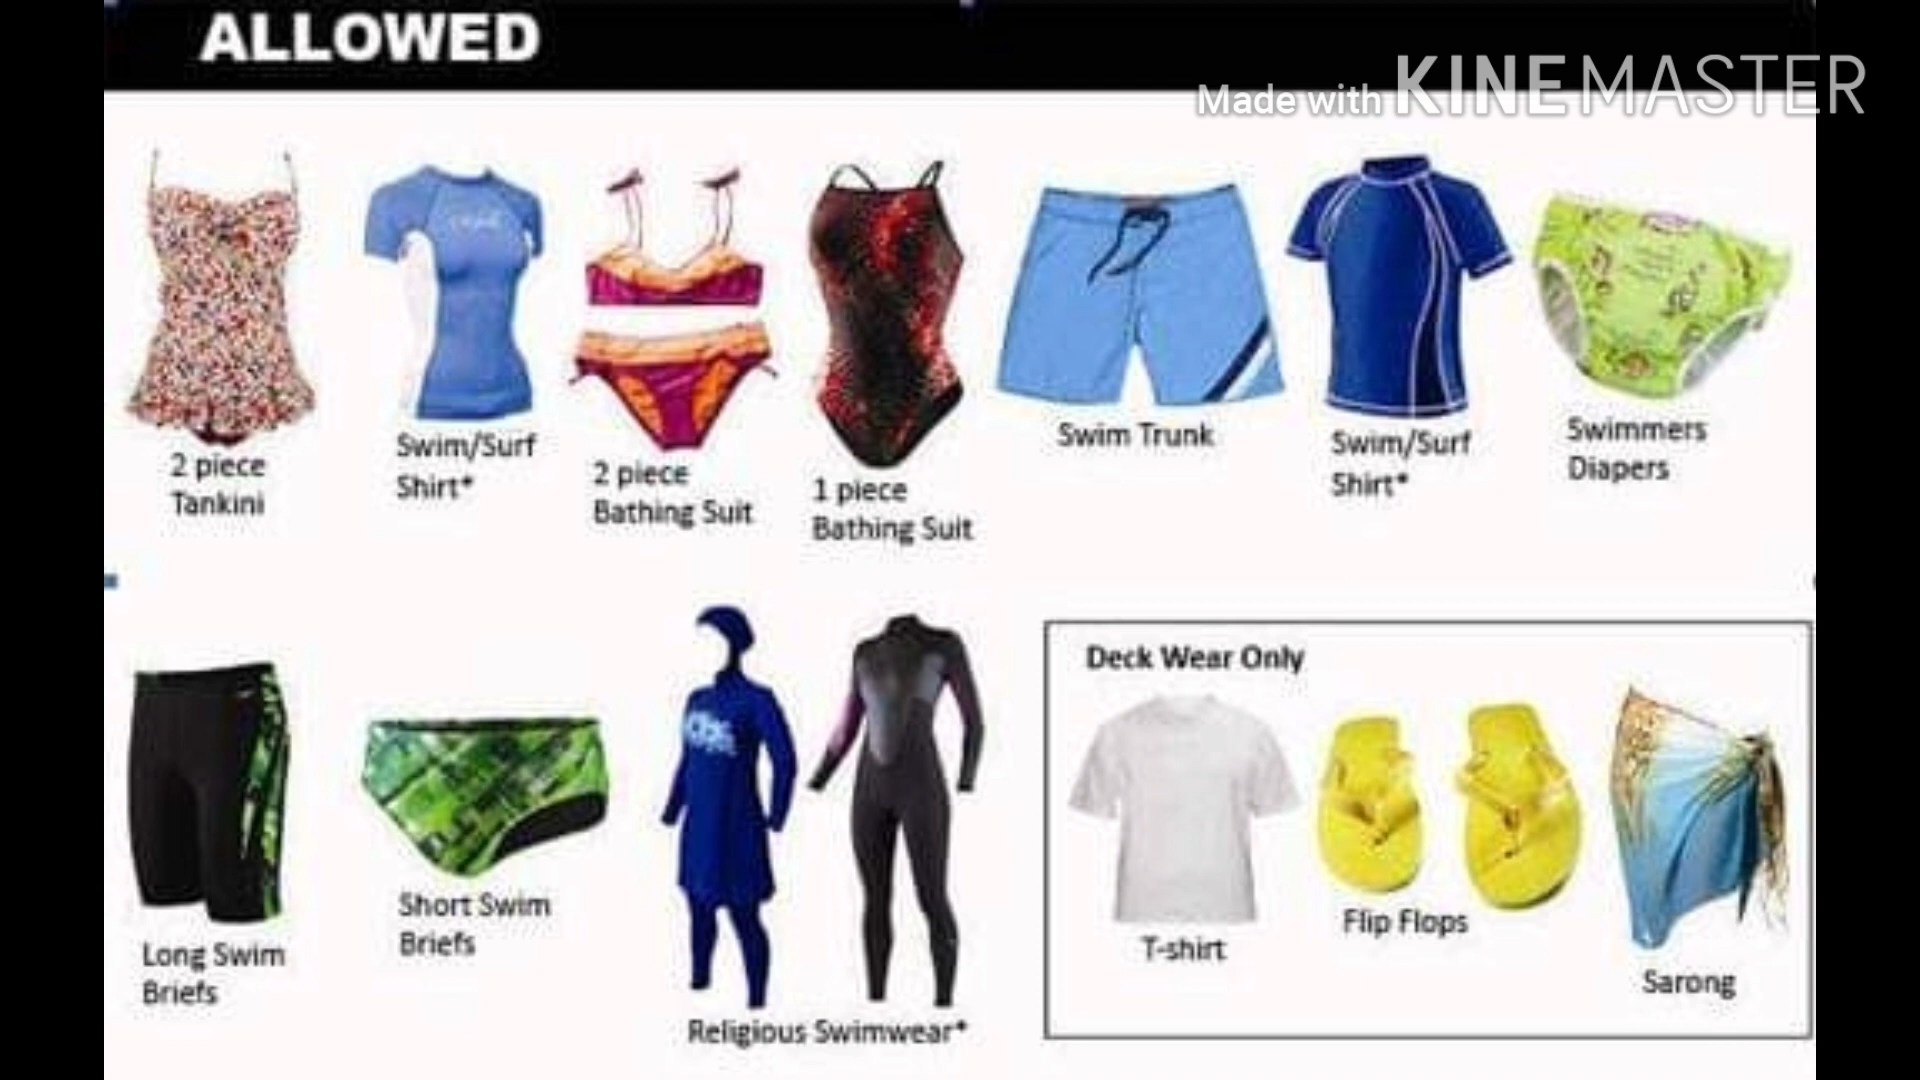 ALLOWED
Made with KINEMASTER
2 piece
Tankini
Swim/Surf
Shirt*
2 piece
Bathing Suit
1 piece
Bathing Suit
Swim Trunk
Swim/Surf
Shirt*
Swimmers
Diapers
Long Swim
Briefs
Short Swim
Briefs
Religious Swimwear*
Deck Wear Only
T-shirt
Flip Flops
Sarong